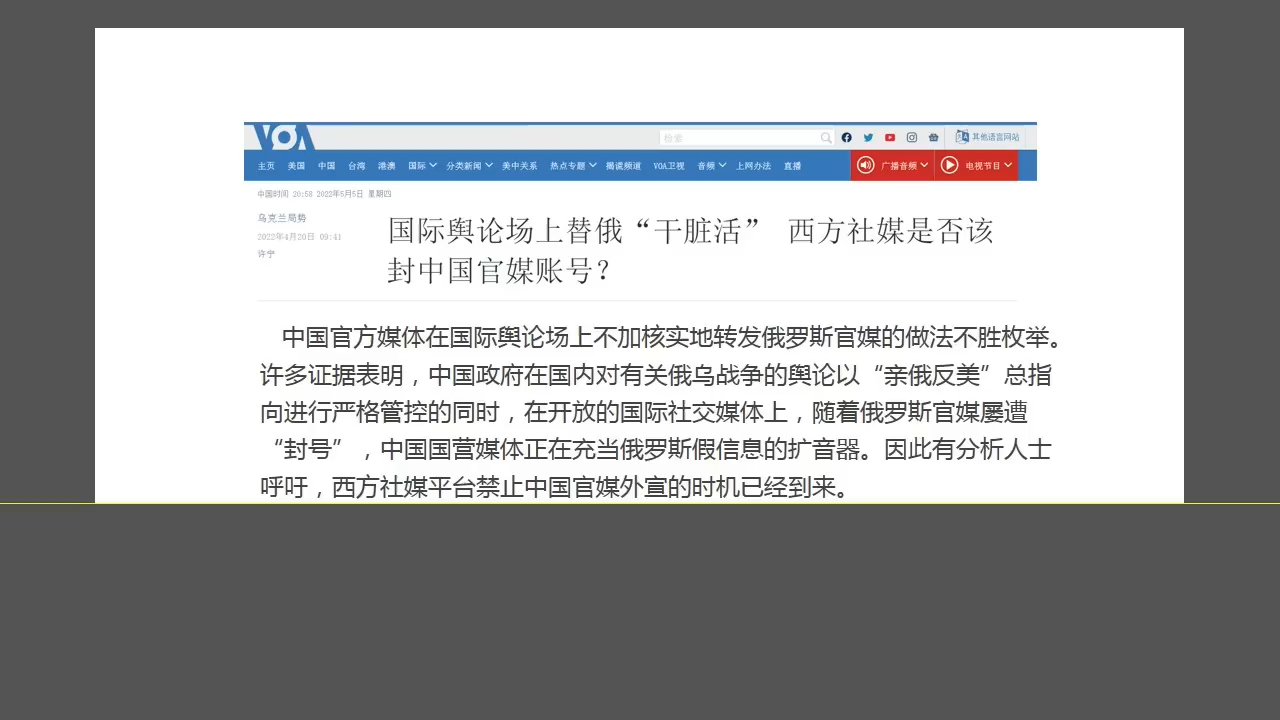 VOA
检索
其他语言网站
主页 美国 中国 台湾 港澳 国际 分类新闻 美中关系 热点专题 揭谎频道 VOA卫视 音频 上网办法 直播 广播音频 电视节目
中国时间 20:58 2022年5月5日 星期四
乌克兰局势
2022年4月20日 09:41
许宁
国际舆论场上替俄“干脏活” 西方社媒是否该
封中国官媒账号？
中国官方媒体在国际舆论场上不加核实地转发俄罗斯官媒的做法不胜枚举。
许多证据表明，中国政府在国内对有关俄乌战争的舆论以“亲俄反美”总指
向进行严格管控的同时，在开放的国际社交媒体上，随着俄罗斯官媒屡遭
“封号”，中国国营媒体正在充当俄罗斯假信息的扩音器。因此有分析人士
呼吁，西方社媒平台禁止中国官媒外宣的时机已经到来。